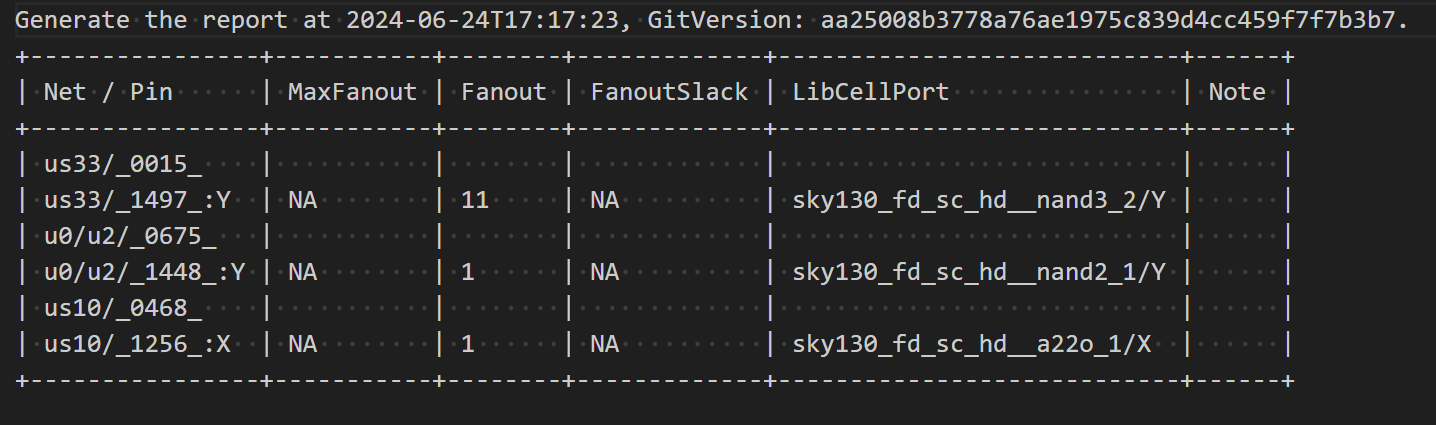 Generate the report at 2024-06-24T17:17:23, GitVersion: aa25008b3778a76ae1975c839d4cc459f7f7b3b7.
+----------------+-----------+--------+-------------+---------------------------+------+
| Net / Pin      | MaxFanout | Fanout | FanoutSlack | LibCellPort               | Note |
+----------------+-----------+--------+-------------+---------------------------+------+
| us33/_0015_    |           |        |             |                           |      |
| us33/_1497_:Y  | NA        | 11     | NA          | sky130_fd_sc_hd__nand3_2/Y |      |
| u0/u2/_0675_   |           |        |             |                           |      |
| u0/u2/_1448_:Y | NA        | 1      | NA          | sky130_fd_sc_hd__nand2_1/Y |      |
| us10/_0468_    |           |        |             |                           |      |
| us10/_1256_:X  | NA        | 1      | NA          | sky130_fd_sc_hd__a22o_1/X |      |
+----------------+-----------+--------+-------------+---------------------------+------+